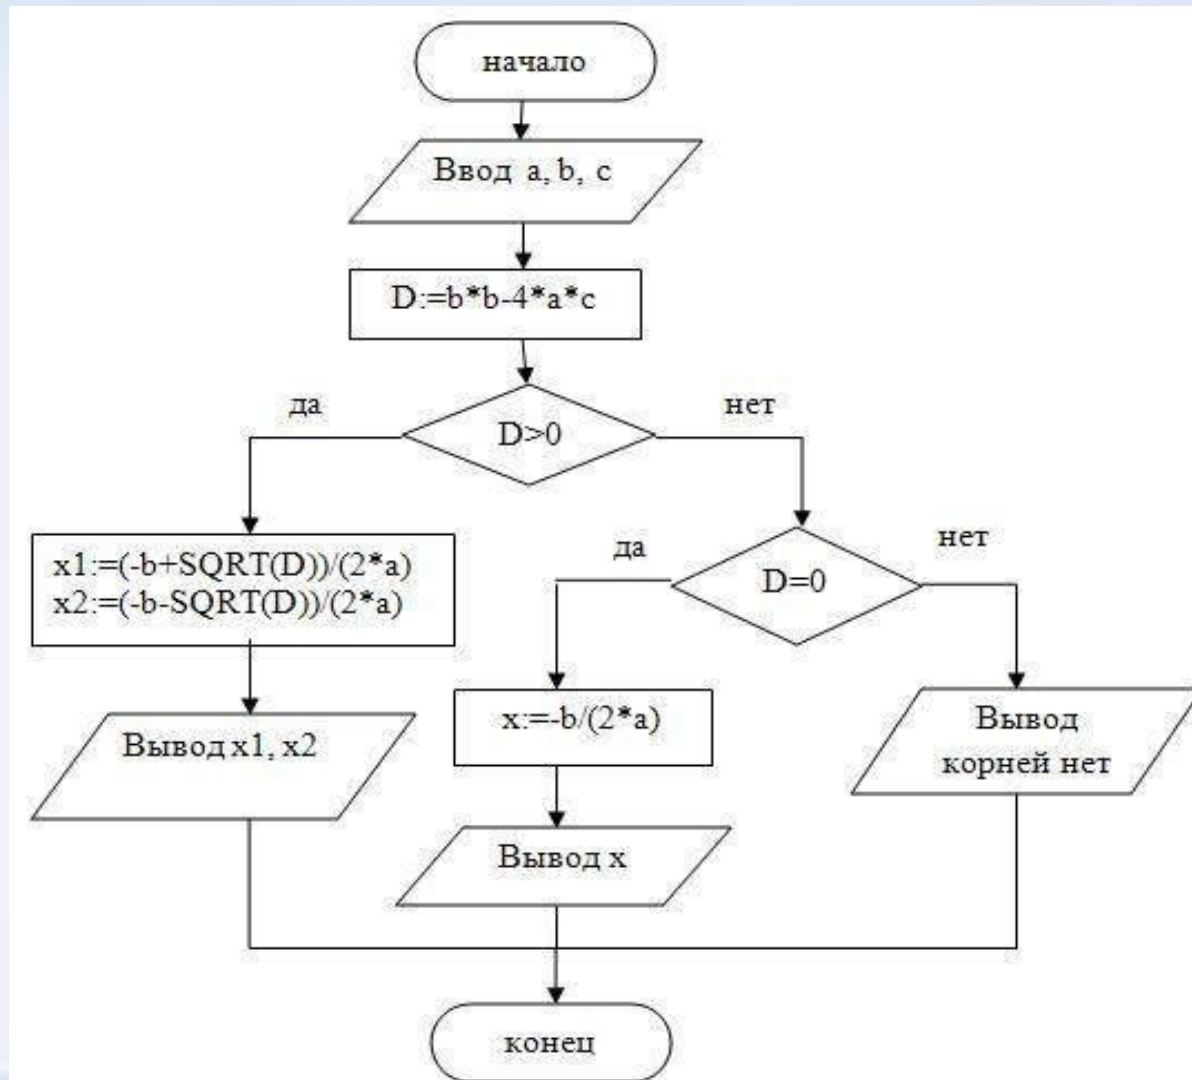 начало
Ввод a, b, c
D:=b*b-4*a*c
да
нет
D>0
x1:=(-b+SQRT(D))/(2*a)
x2:=(-b-SQRT(D))/(2*a)
Вывод x1, x2
да
нет
D=0
x:=-b/(2*a)
Вывод x
Вывод
корней нет
конец